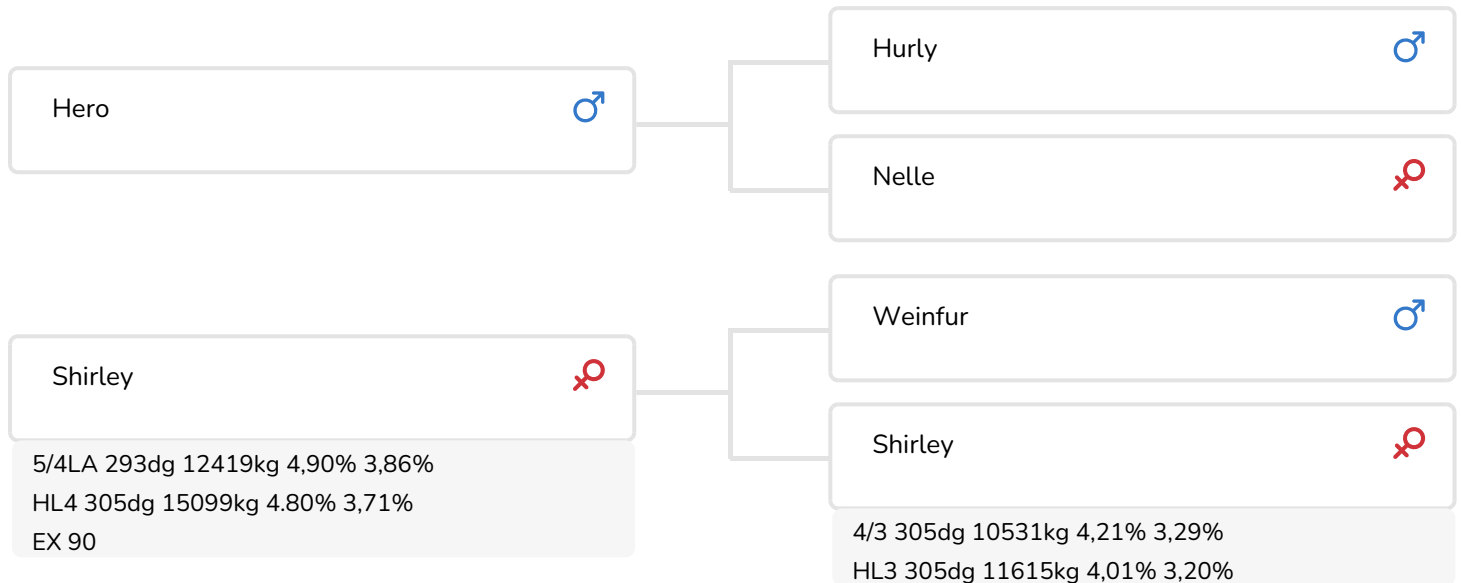 Hurly
Hero
Nelle
Weinfur
Shirley
5/4LA 293dg 12419kg 4,90% 3,86%
HL4 305dg 15099kg 4.80% 3,71%
EX 90
Shirley
4/3 305dg 10531kg 4,21% 3,29%
HL3 305dg 11615kg 4,01% 3,20%